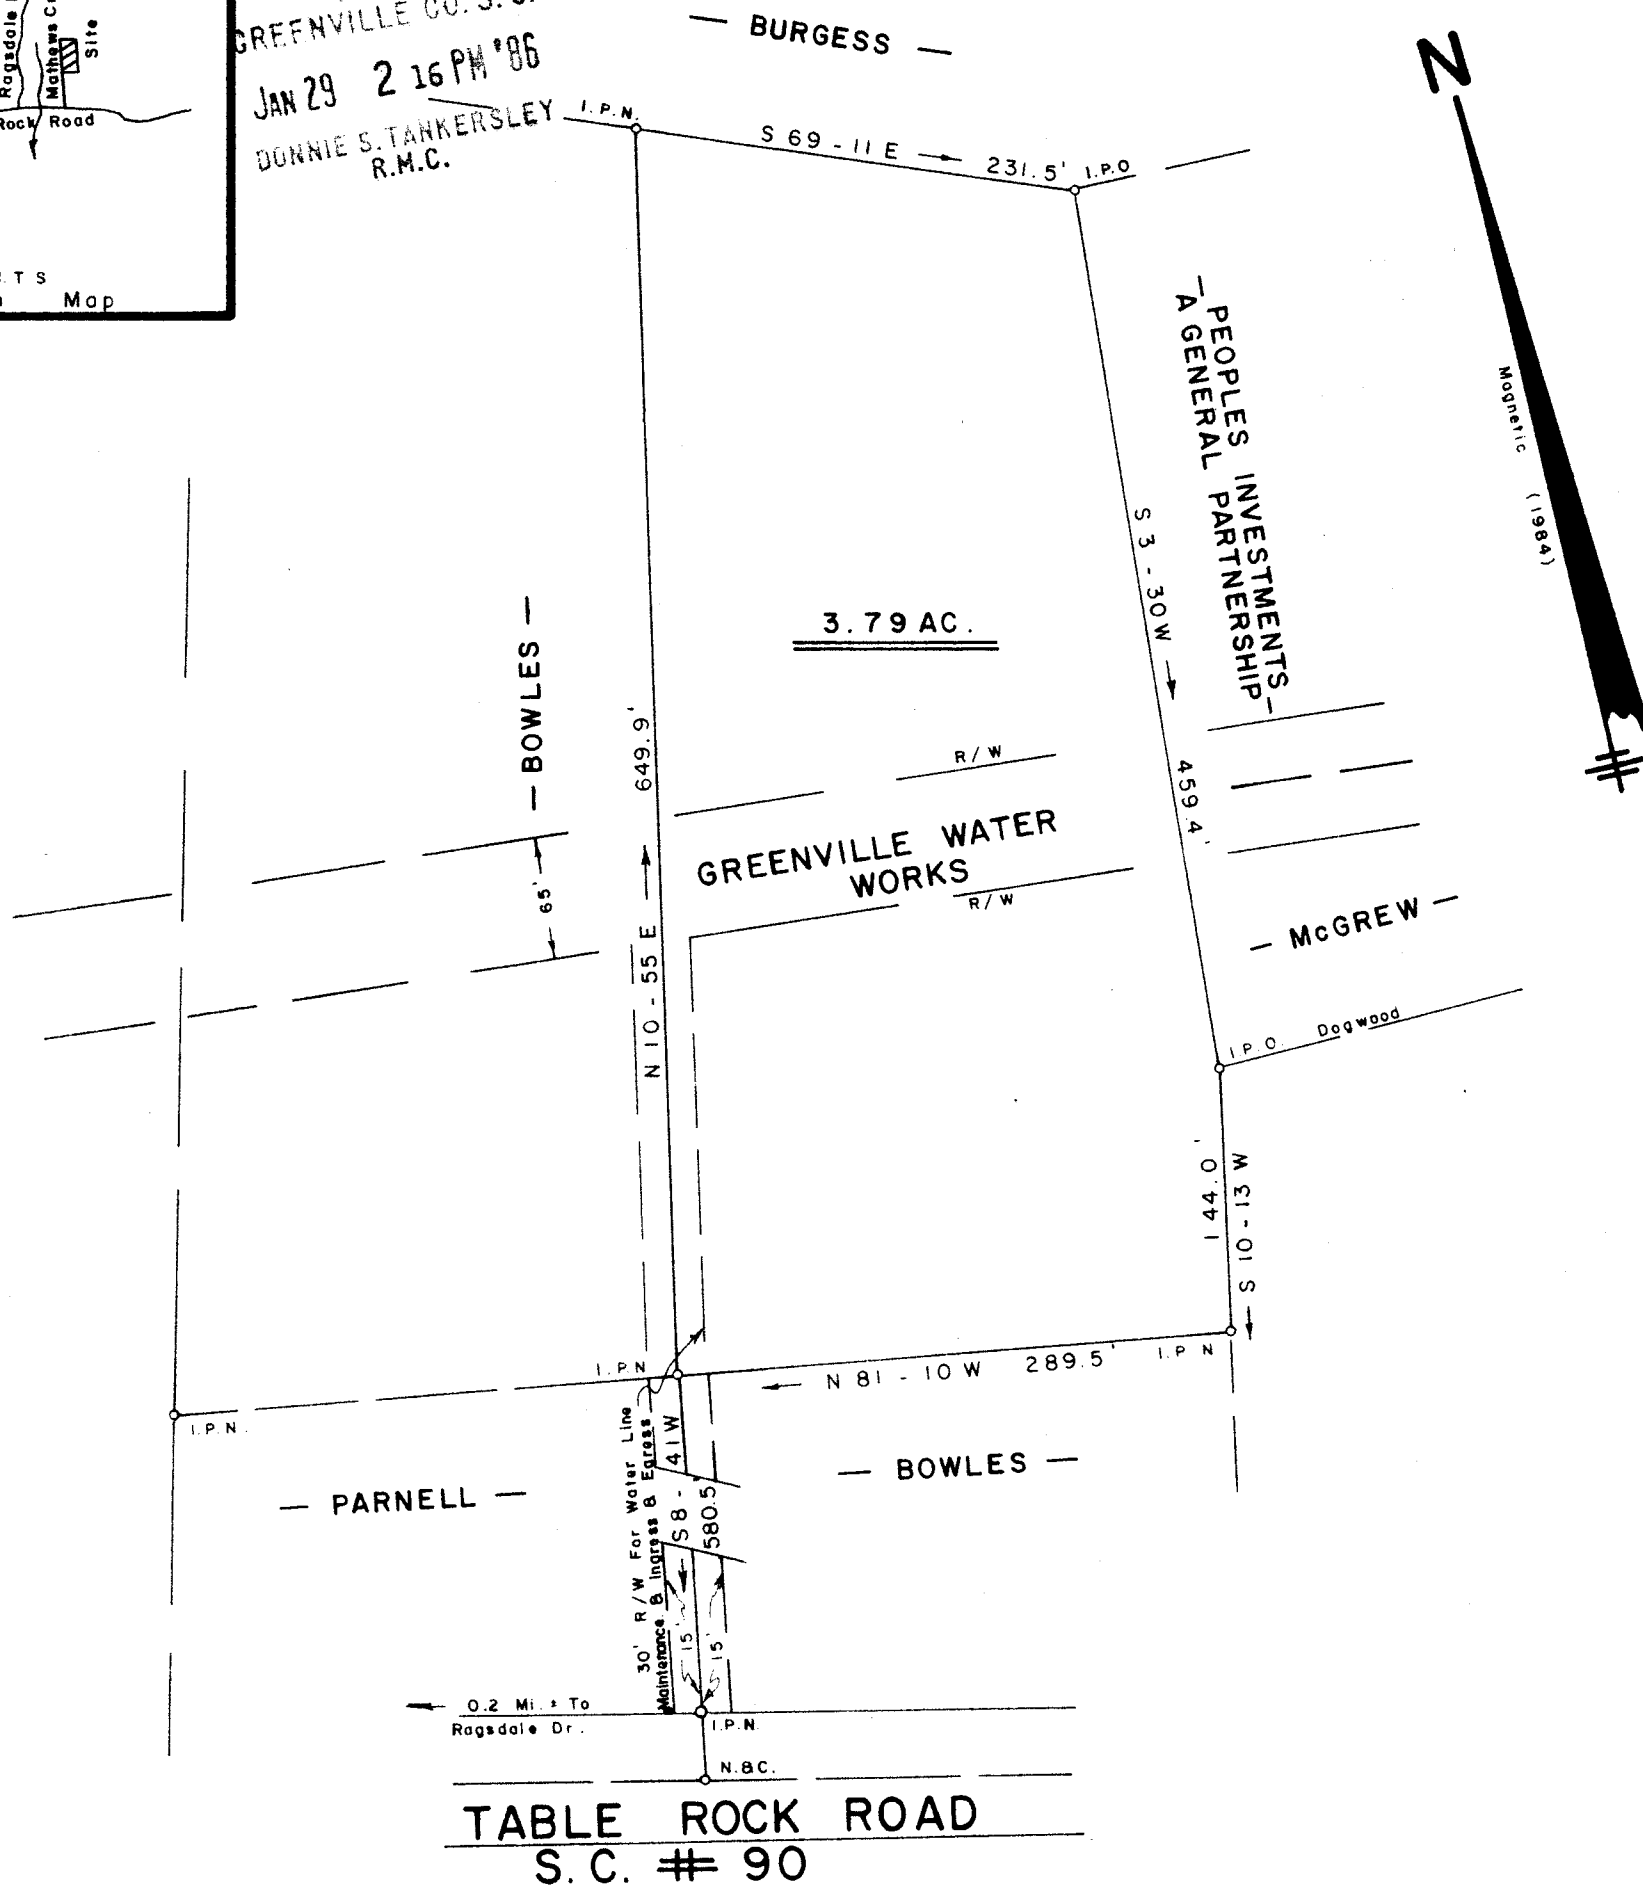 Ragsdale
Mathews
Site
Rock Road
T S
Map
GREENVILLE CO. S.
JAN 29 2 16 PM '86
DONNIE S. TANKERSLEY
R.M.C.
— BURGESS —
N
I.P.N.
S 69 - 11 E
231.5'
I.P.O
— PEOPLES INVESTMENTS —
— A GENERAL PARTNERSHIP —
Magnetic (1984)
S 3 - 30 W
459.4'
3.79 AC.
— BOWLES —
649.9'
N 10 - 55 E
65'
R/W
GREENVILLE WATER
WORKS
R/W
— McGREW —
I.P.O.
Dogwood
144.0'
S 10 - 13 W
I.P.N
N 81 - 10 W 289.5'
I.P N
I.P.N.
— PARNELL —
— BOWLES —
30' R/W For Water Line
Maintenance & Ingress & Egress
S 8 - 41 W
580.5'
15'
15'
0.2 Mi. ± To
Ragsdale Dr.
I.P.N.
N.&C.
TABLE ROCK ROAD
S.C. # 90